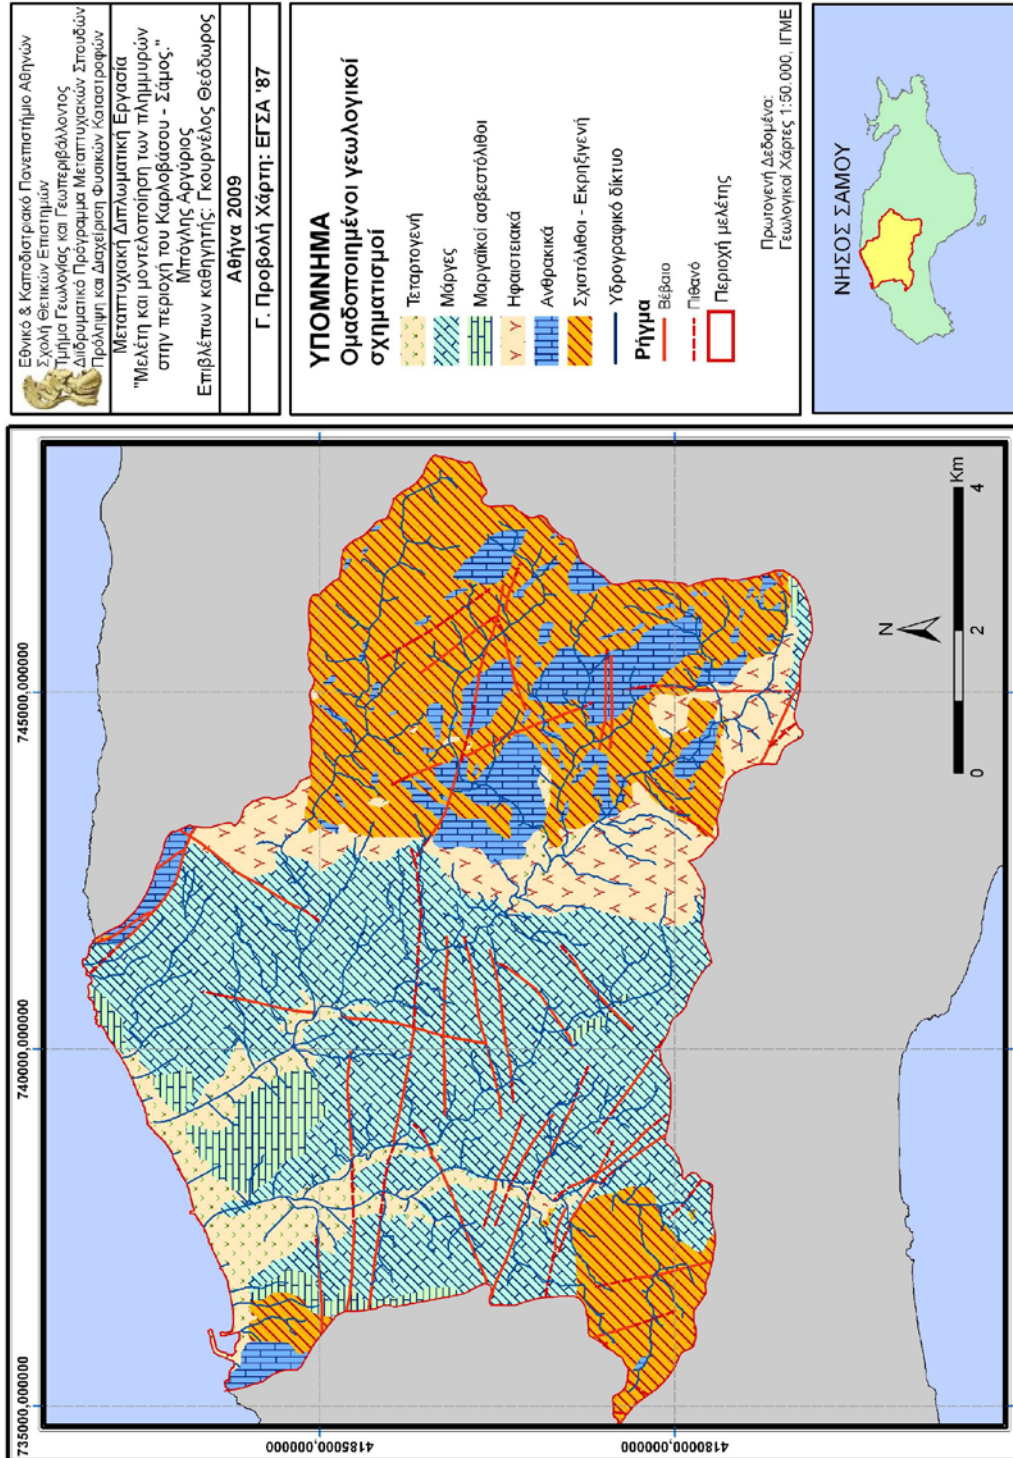 Εθνικό & Καποδιστριακό Πανεπιστήμιο Αθηνών
Σχολή Θετικών Επιστημών
Τμήμα Γεωλογίας και Γεωπεριβάλλοντος
Διϊδρυματικό Πρόγραμμα Μεταπτυχιακών Σπουδών
Πρόληψη και Διαχείριση Φυσικών Καταστροφών
Μεταπτυχιακή Διπλωματική Εργασία
"Μελέτη και μοντελοποίηση των πλημμυρών
στην περιοχή του Καρλοβάσου - Σάμος."
Μπόγλης Αργύριος
Επιβλέπων καθηγητής: Γκουρνέλος Θεόδωρος
Αθήνα 2009
Γ. Προβολή Χάρτη: ΕΓΣΑ '87
ΥΠΟΜΝΗΜΑ
Ομαδοποιημένοι γεωλογικοί
σχηματισμοί
Τεταρτογενή
Μάργες
Μαργαϊκοί ασβεστόλιθοι
Ηφαιστειακά
Ανθρακικά
Σχιστόλιθοι - Εκρηξιγενή
Υδρογραφικό δίκτυο
Ρήγμα
Βέβαιο
Πιθανό
Περιοχή μελέτης
Πρωτογενή Δεδομένα:
Γεωλογικοί Χάρτες 1:50.000, ΙΓΜΕ
ΝΗΣΟΣ ΣΑΜΟΥ
735000,000000
740000,000000
745000,000000
4185000,000000
4180000,000000
N
0 2 4
Km